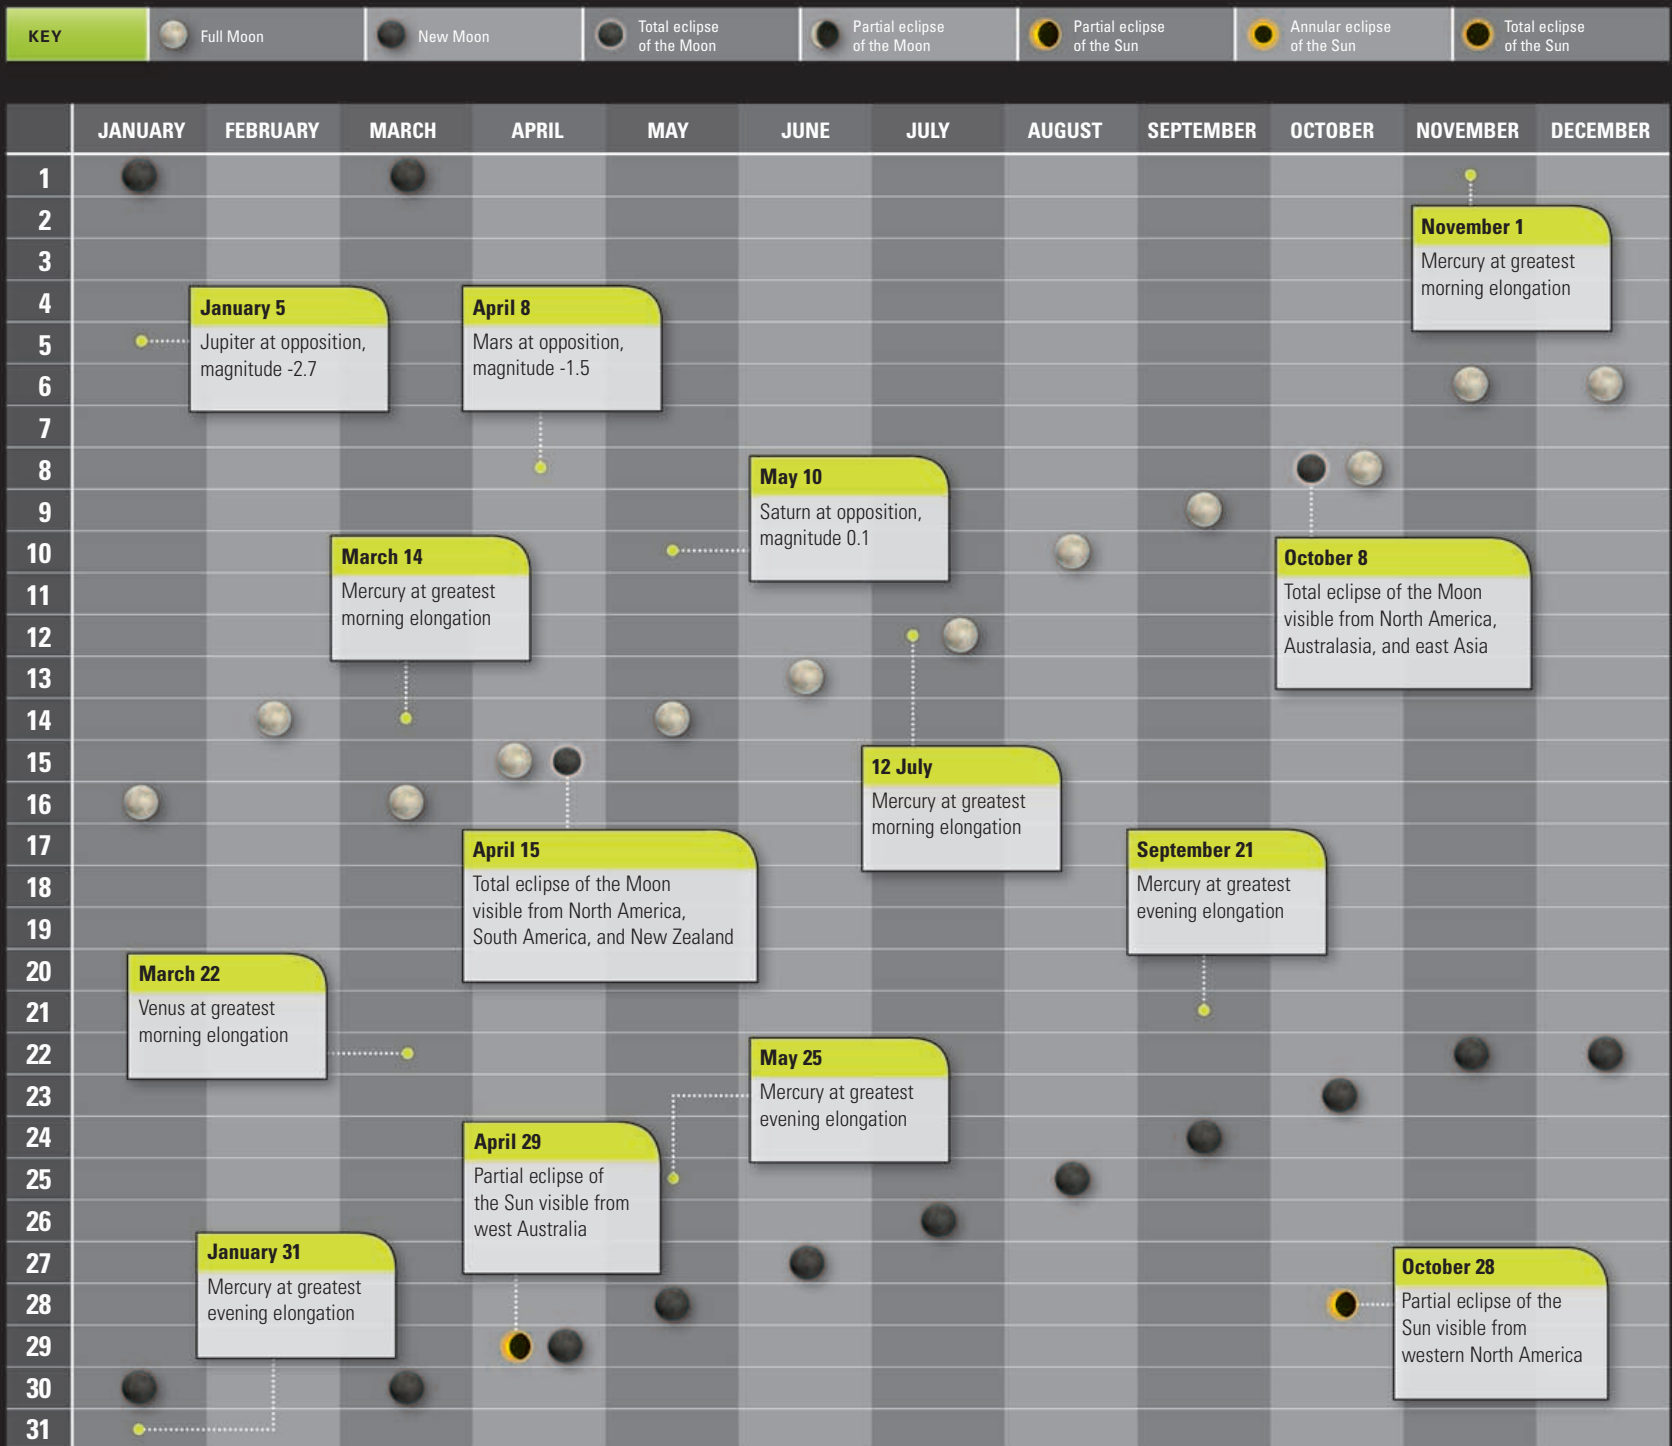 KEY
Full Moon
New Moon
Total eclipse
of the Moon
Partial eclipse
of the Moon
Partial eclipse
of the Sun
Annular eclipse
of the Sun
Total eclipse
of the Sun
JANUARY FEBRUARY MARCH APRIL MAY JUNE JULY AUGUST SEPTEMBER OCTOBER NOVEMBER DECEMBER
1
2
3
4
5
6
7
8
9
10
11
12
13
14
15
16
17
18
19
20
21
22
23
24
25
26
27
28
29
30
31
November 1
Mercury at greatest
morning elongation
January 5
Jupiter at opposition,
magnitude -2.7
April 8
Mars at opposition,
magnitude -1.5
May 10
Saturn at opposition,
magnitude 0.1
March 14
Mercury at greatest
morning elongation
October 8
Total eclipse of the Moon
visible from North America,
Australasia, and east Asia
12 July
Mercury at greatest
morning elongation
April 15
Total eclipse of the Moon
visible from North America,
South America, and New Zealand
September 21
Mercury at greatest
evening elongation
March 22
Venus at greatest
morning elongation
May 25
Mercury at greatest
evening elongation
April 29
Partial eclipse of
the Sun visible from
west Australia
January 31
Mercury at greatest
evening elongation
October 28
Partial eclipse of the
Sun visible from
western North America